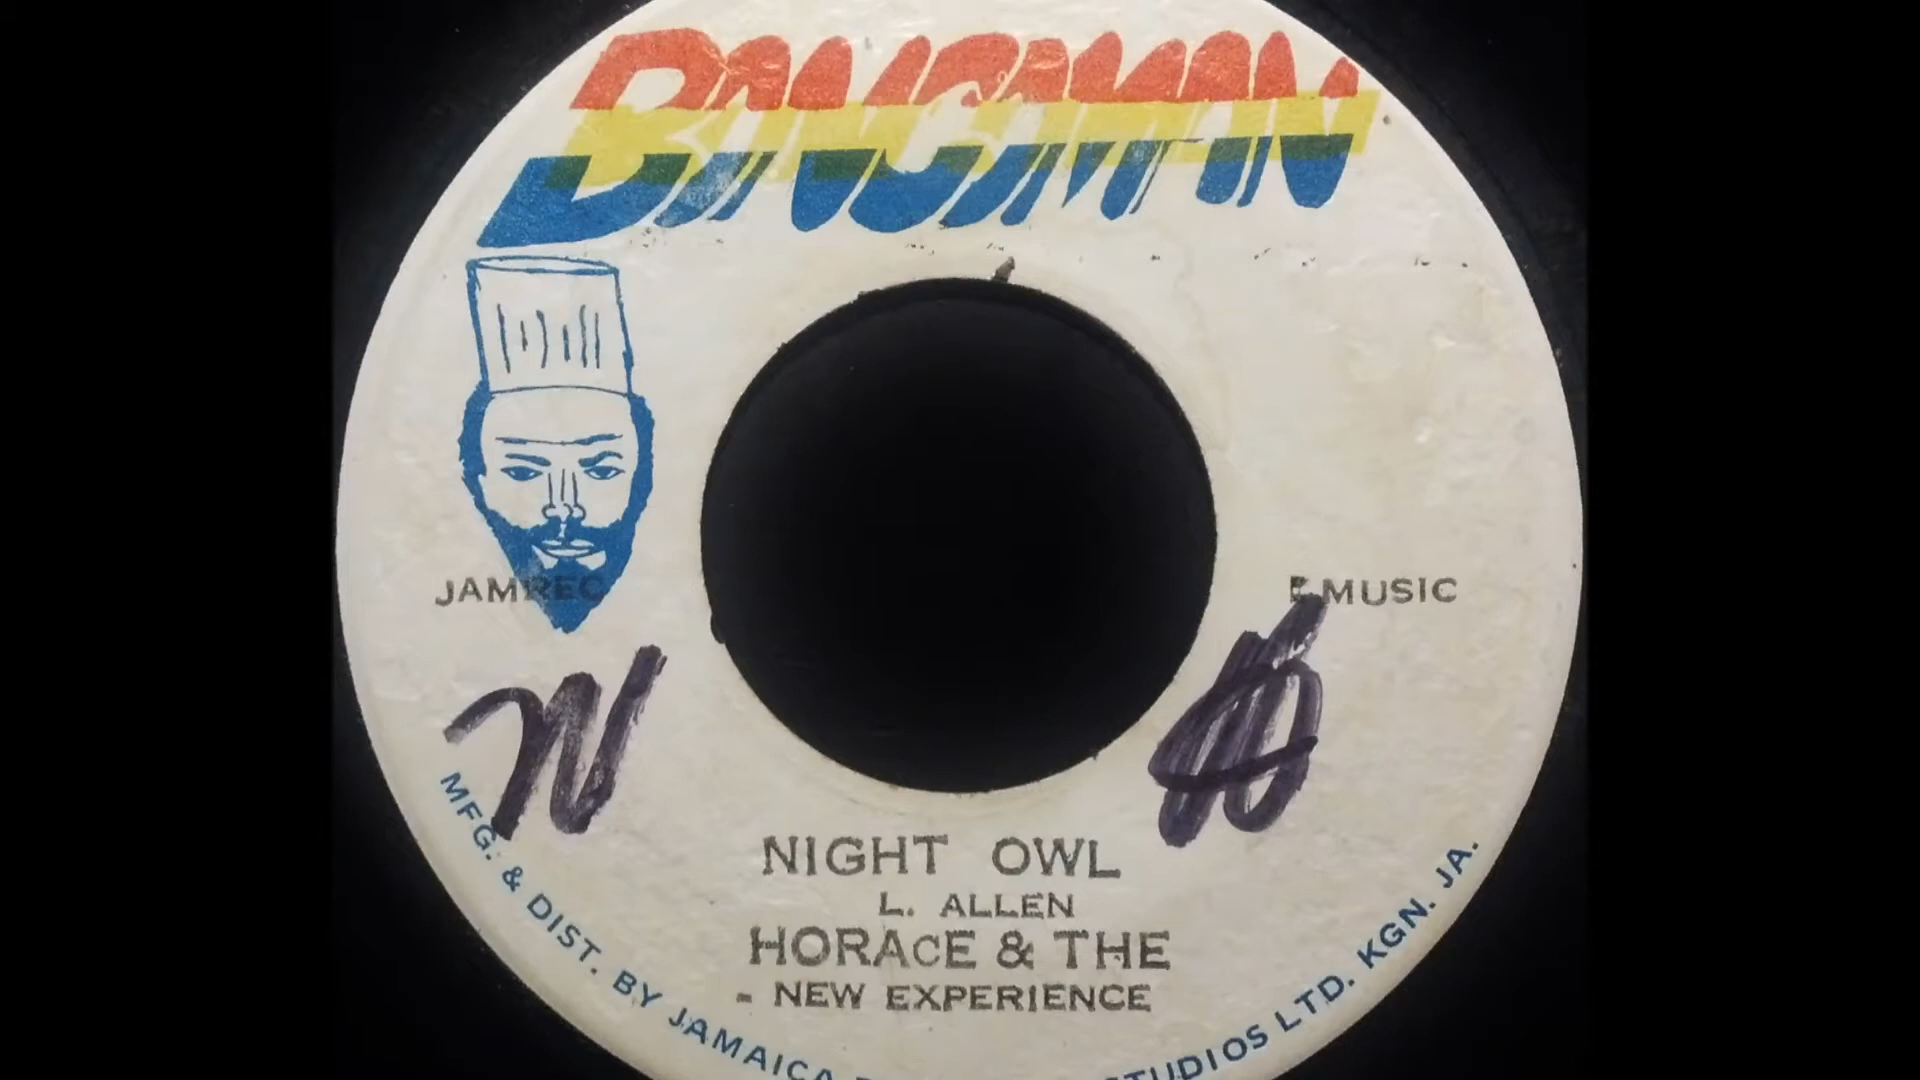 BONGMAN
JAMREC
E MUSIC
NIGHT OWL
L. ALLEN
HORACE & THE
- NEW EXPERIENCE
MFG. & DIST. BY JAMAICA STUDIOS LTD. KGN. JA.